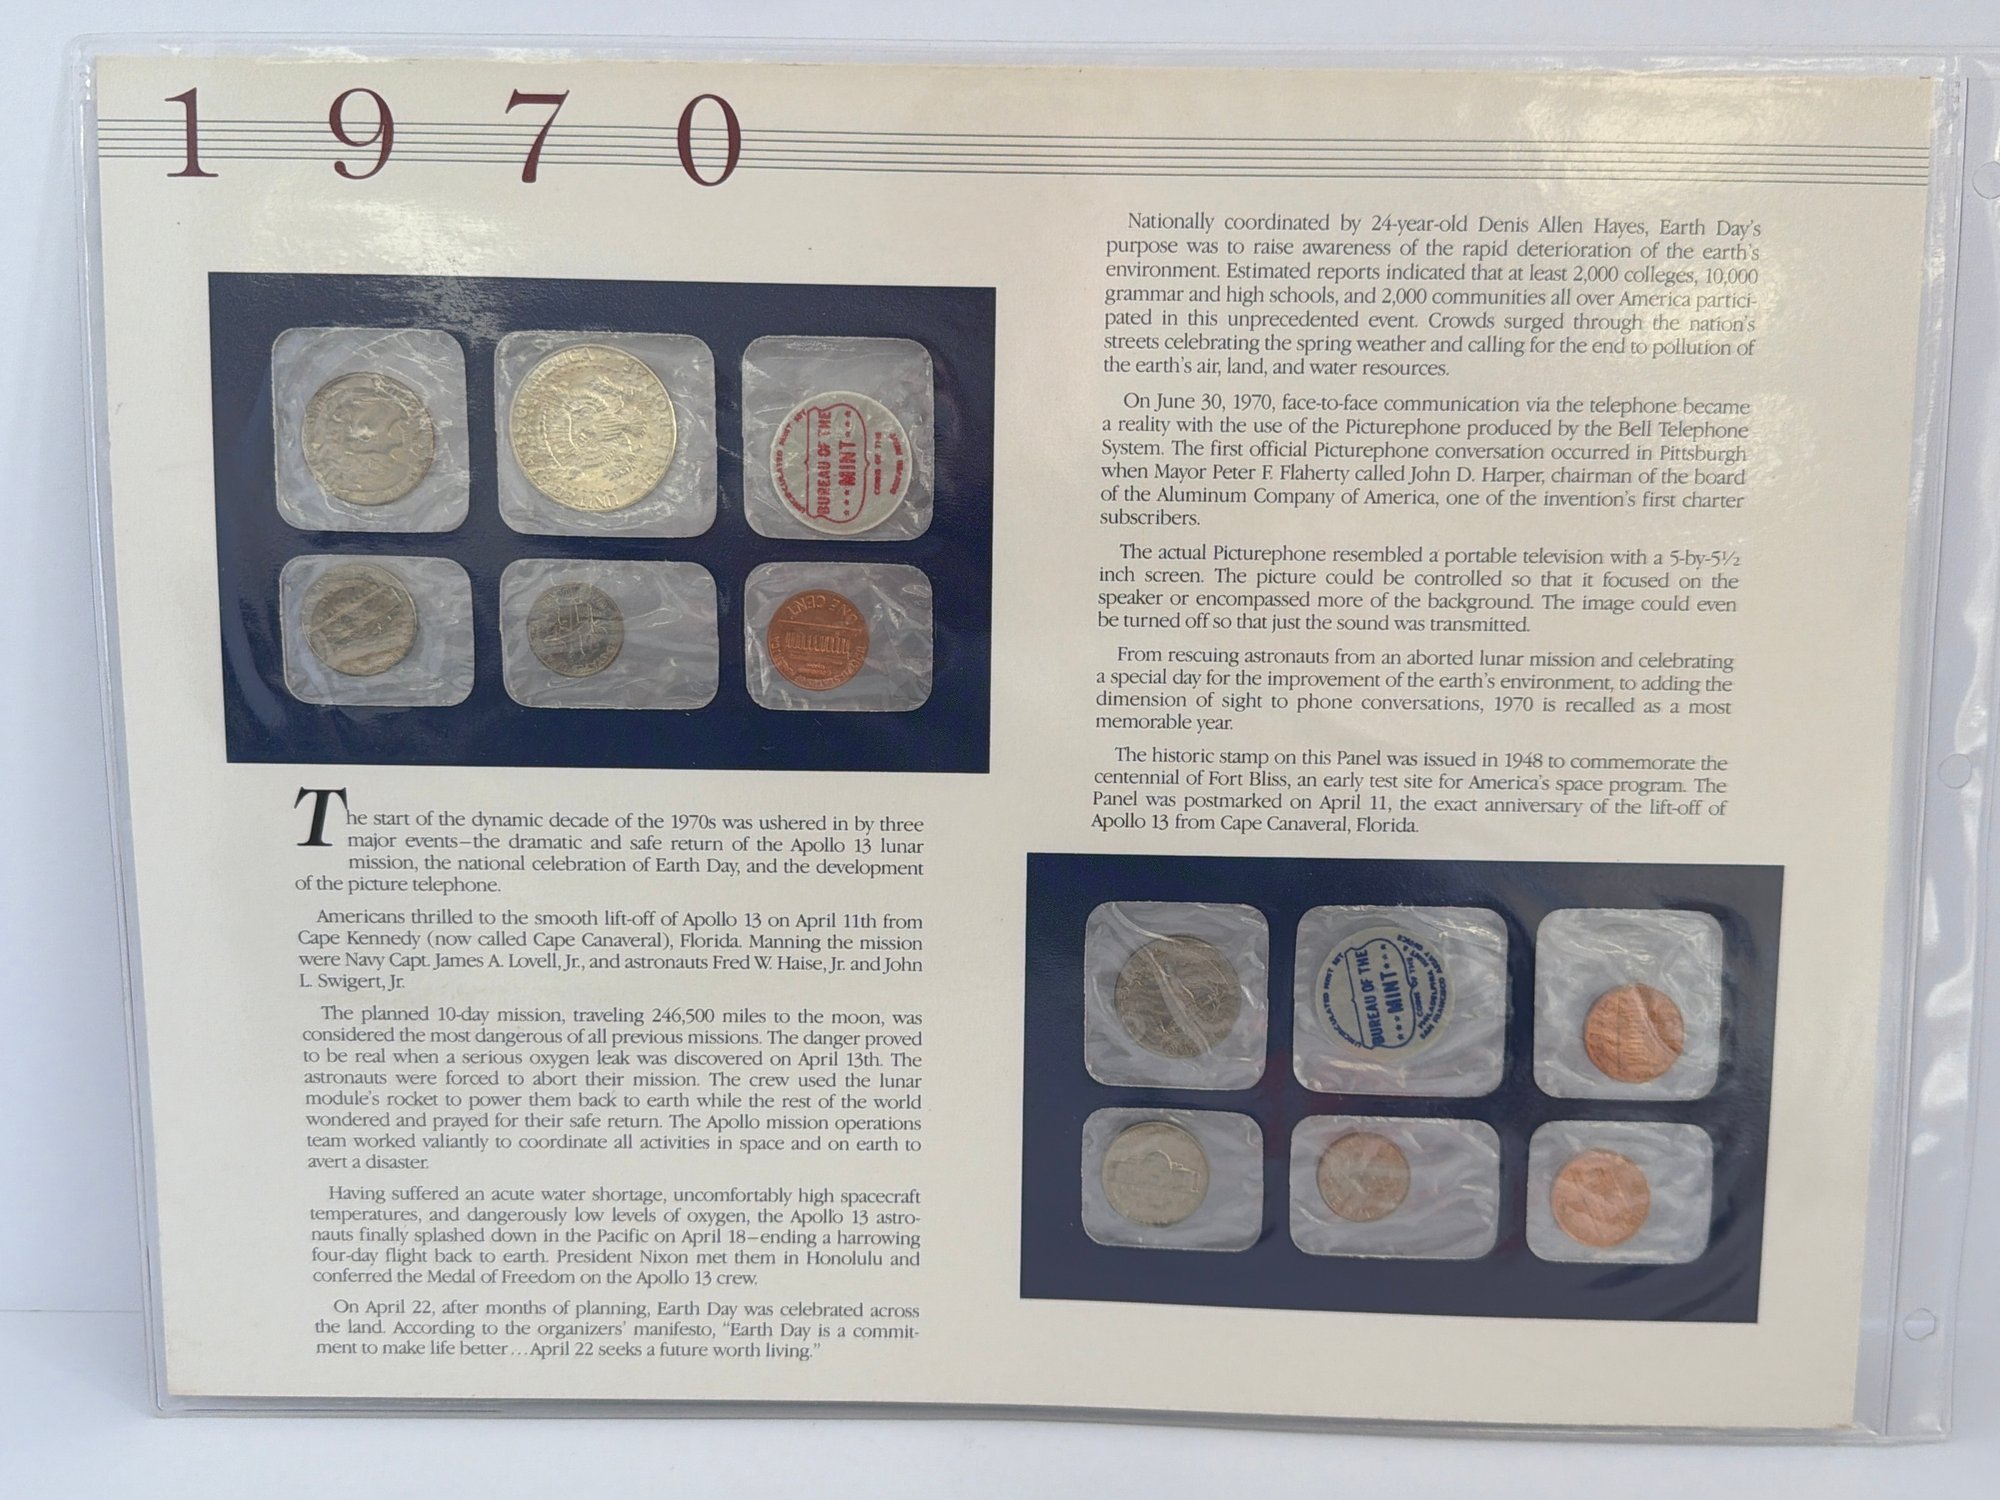 1 9 7 0
UNCIRCULATED MINT SET
BUREAU OF THE
MINT
COINS OF THE
DENVER MINT
ONE CENT
The start of the dynamic decade of the 1970s was ushered in by three
major events—the dramatic and safe return of the Apollo 13 lunar
mission, the national celebration of Earth Day, and the development
of the picture telephone.
Americans thrilled to the smooth lift-off of Apollo 13 on April 11th from
Cape Kennedy (now called Cape Canaveral), Florida. Manning the mission
were Navy Capt. James A. Lovell, Jr., and astronauts Fred W. Haise, Jr. and John
L. Swigert, Jr.
The planned 10-day mission, traveling 246,500 miles to the moon, was
considered the most dangerous of all previous missions. The danger proved
to be real when a serious oxygen leak was discovered on April 13th. The
astronauts were forced to abort their mission. The crew used the lunar
module's rocket to power them back to earth while the rest of the world
wondered and prayed for their safe return. The Apollo mission operations
team worked valiantly to coordinate all activities in space and on earth to
avert a disaster.
Having suffered an acute water shortage, uncomfortably high spacecraft
temperatures, and dangerously low levels of oxygen, the Apollo 13 astro-
nauts finally splashed down in the Pacific on April 18—ending a harrowing
four-day flight back to earth. President Nixon met them in Honolulu and
conferred the Medal of Freedom on the Apollo 13 crew.
On April 22, after months of planning, Earth Day was celebrated across
the land. According to the organizers' manifesto, "Earth Day is a commit-
ment to make life better...April 22 seeks a future worth living."
Nationally coordinated by 24-year-old Denis Allen Hayes, Earth Day's
purpose was to raise awareness of the rapid deterioration of the earth's
environment. Estimated reports indicated that at least 2,000 colleges, 10,000
grammar and high schools, and 2,000 communities all over America partici-
pated in this unprecedented event. Crowds surged through the nation's
streets celebrating the spring weather and calling for the end to pollution of
the earth's air, land, and water resources.
On June 30, 1970, face-to-face communication via the telephone became
a reality with the use of the Picturephone produced by the Bell Telephone
System. The first official Picturephone conversation occurred in Pittsburgh
when Mayor Peter F. Flaherty called John D. Harper, chairman of the board
of the Aluminum Company of America, one of the invention's first charter
subscribers.
The actual Picturephone resembled a portable television with a 5-by-5½
inch screen. The picture could be controlled so that it focused on the
speaker or encompassed more of the background. The image could even
be turned off so that just the sound was transmitted.
From rescuing astronauts from an aborted lunar mission and celebrating
a special day for the improvement of the earth's environment, to adding the
dimension of sight to phone conversations, 1970 is recalled as a most
memorable year.
The historic stamp on this Panel was issued in 1948 to commemorate the
centennial of Fort Bliss, an early test site for America's space program. The
Panel was postmarked on April 11, the exact anniversary of the lift-off of
Apollo 13 from Cape Canaveral, Florida.
UNCIRCULATED MINT SET
BUREAU OF THE
MINT
COINS OF THE
PHILADELPHIA MINT &
SAN FRANCISCO ASSAY OFFICE